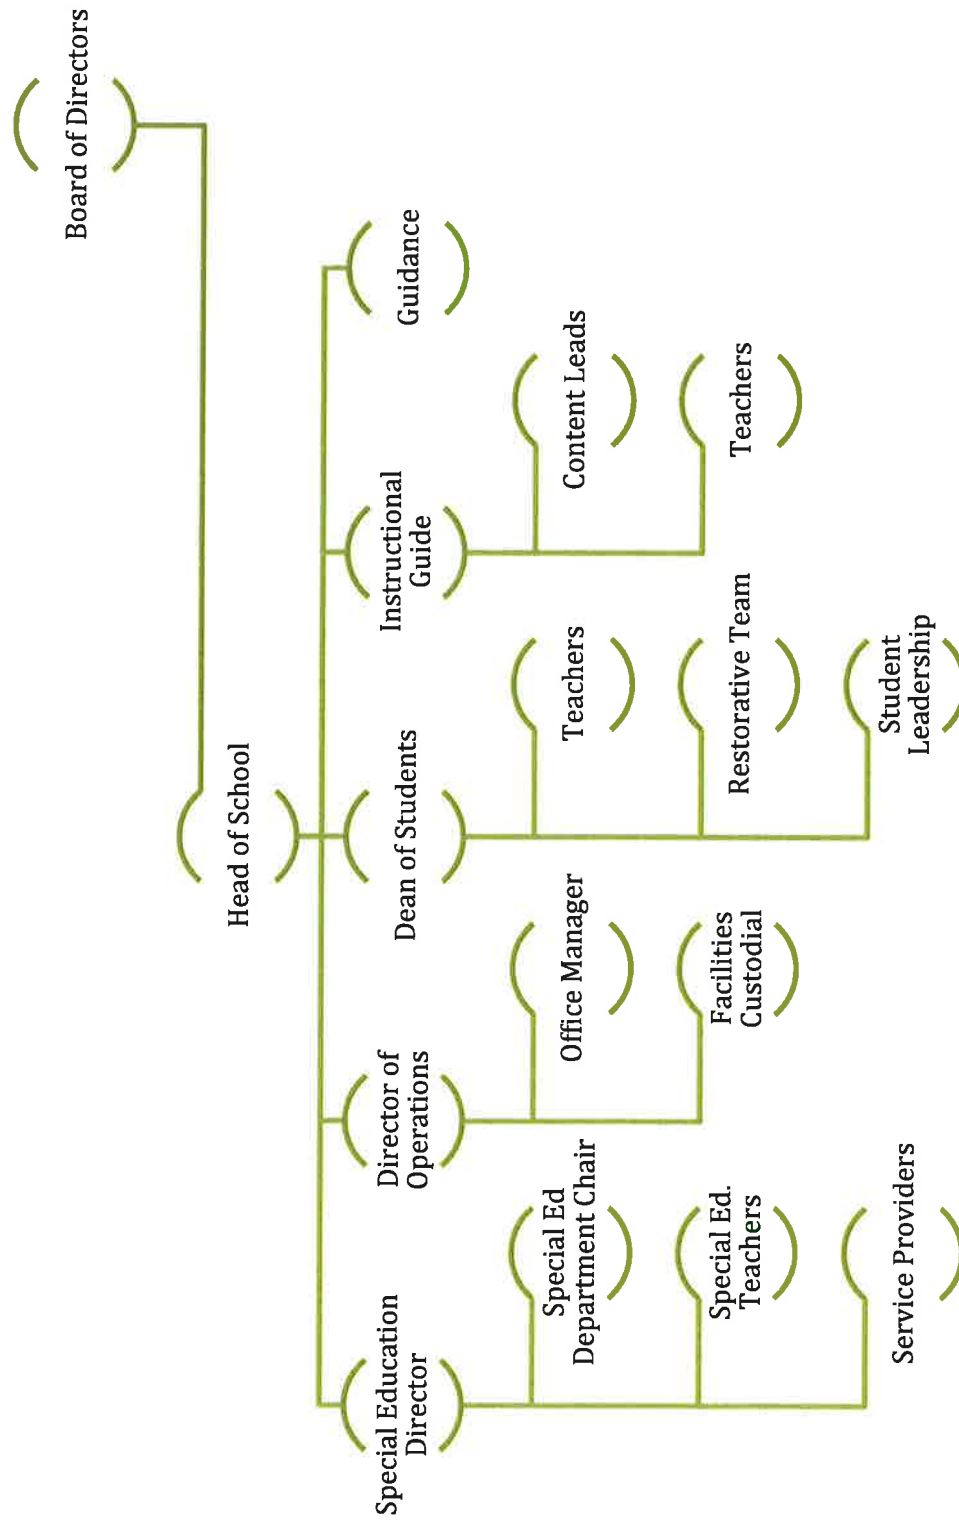 Board of Directors
Head of School
Special Education
Director
Director of
Operations
Dean of Students
Instructional
Guide
Guidance
Special Ed
Department Chair
Office Manager
Teachers
Content Leads
Special Ed.
Teachers
Facilities
Custodial
Restorative Team
Teachers
Service Providers
Student
Leadership